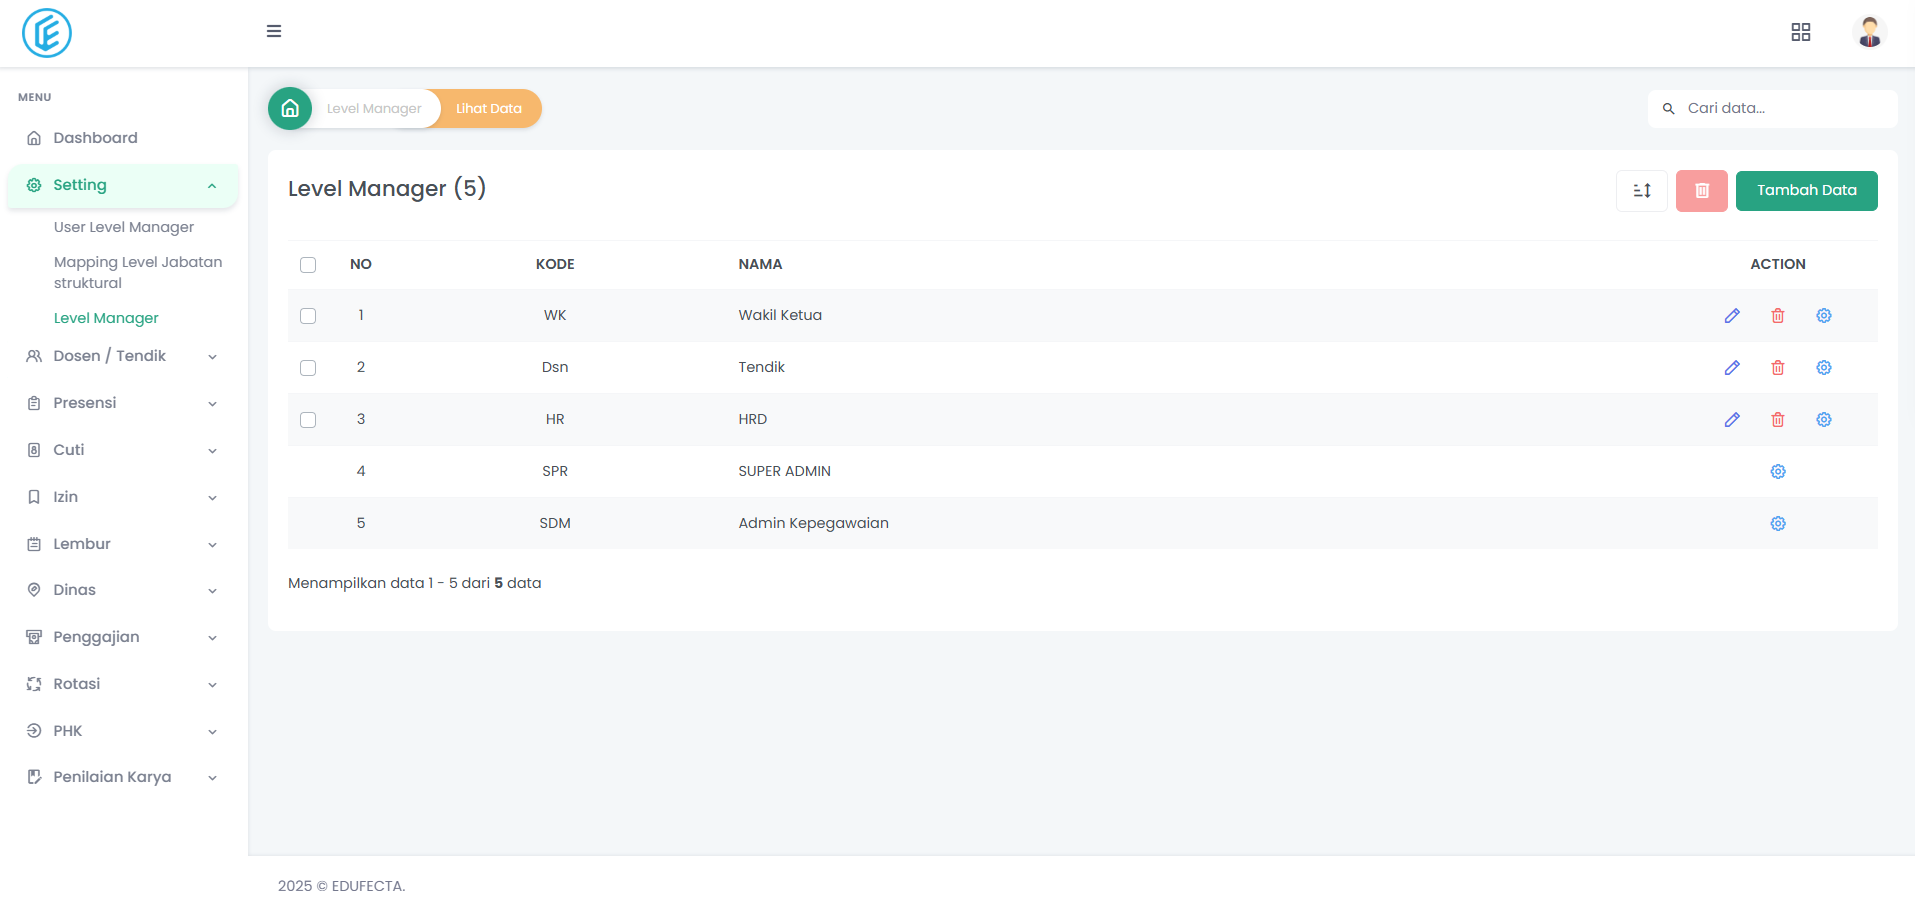 MENU
Dashboard
Setting
User Level Manager
Mapping Level Jabatan
struktural
Level Manager
Dosen / Tendik
Presensi
Cuti
Izin
Lembur
Dinas
Penggajian
Rotasi
PHK
Penilaian Karya
Level Manager Lihat Data
Cari data...
Level Manager (5)
Tambah Data
NO KODE NAMA ACTION
1 WK Wakil Ketua
2 Dsn Tendik
3 HR HRD
4 SPR SUPER ADMIN
5 SDM Admin Kepegawaian
Menampilkan data 1 - 5 dari 5 data
2025 © EDUFECTA.